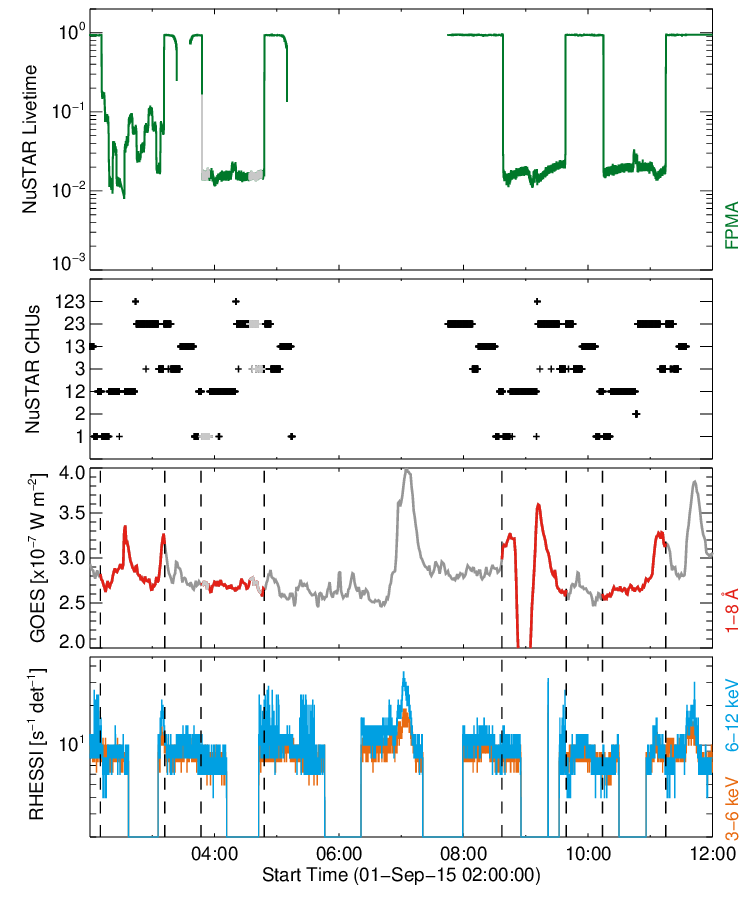 NuSTAR Livetime
10⁰
10⁻¹
10⁻²
10⁻³
FPMA
NuSTAR CHUs
123
23
13
3
12
2
1
GOES [x10⁻⁷ W m⁻²]
4.0
3.5
3.0
2.5
2.0
1−8 Å
RHESSI [s⁻¹ det⁻¹]
10¹
3−6 keV 6−12 keV
04:00 06:00 08:00 10:00 12:00
Start Time (01−Sep−15 02:00:00)